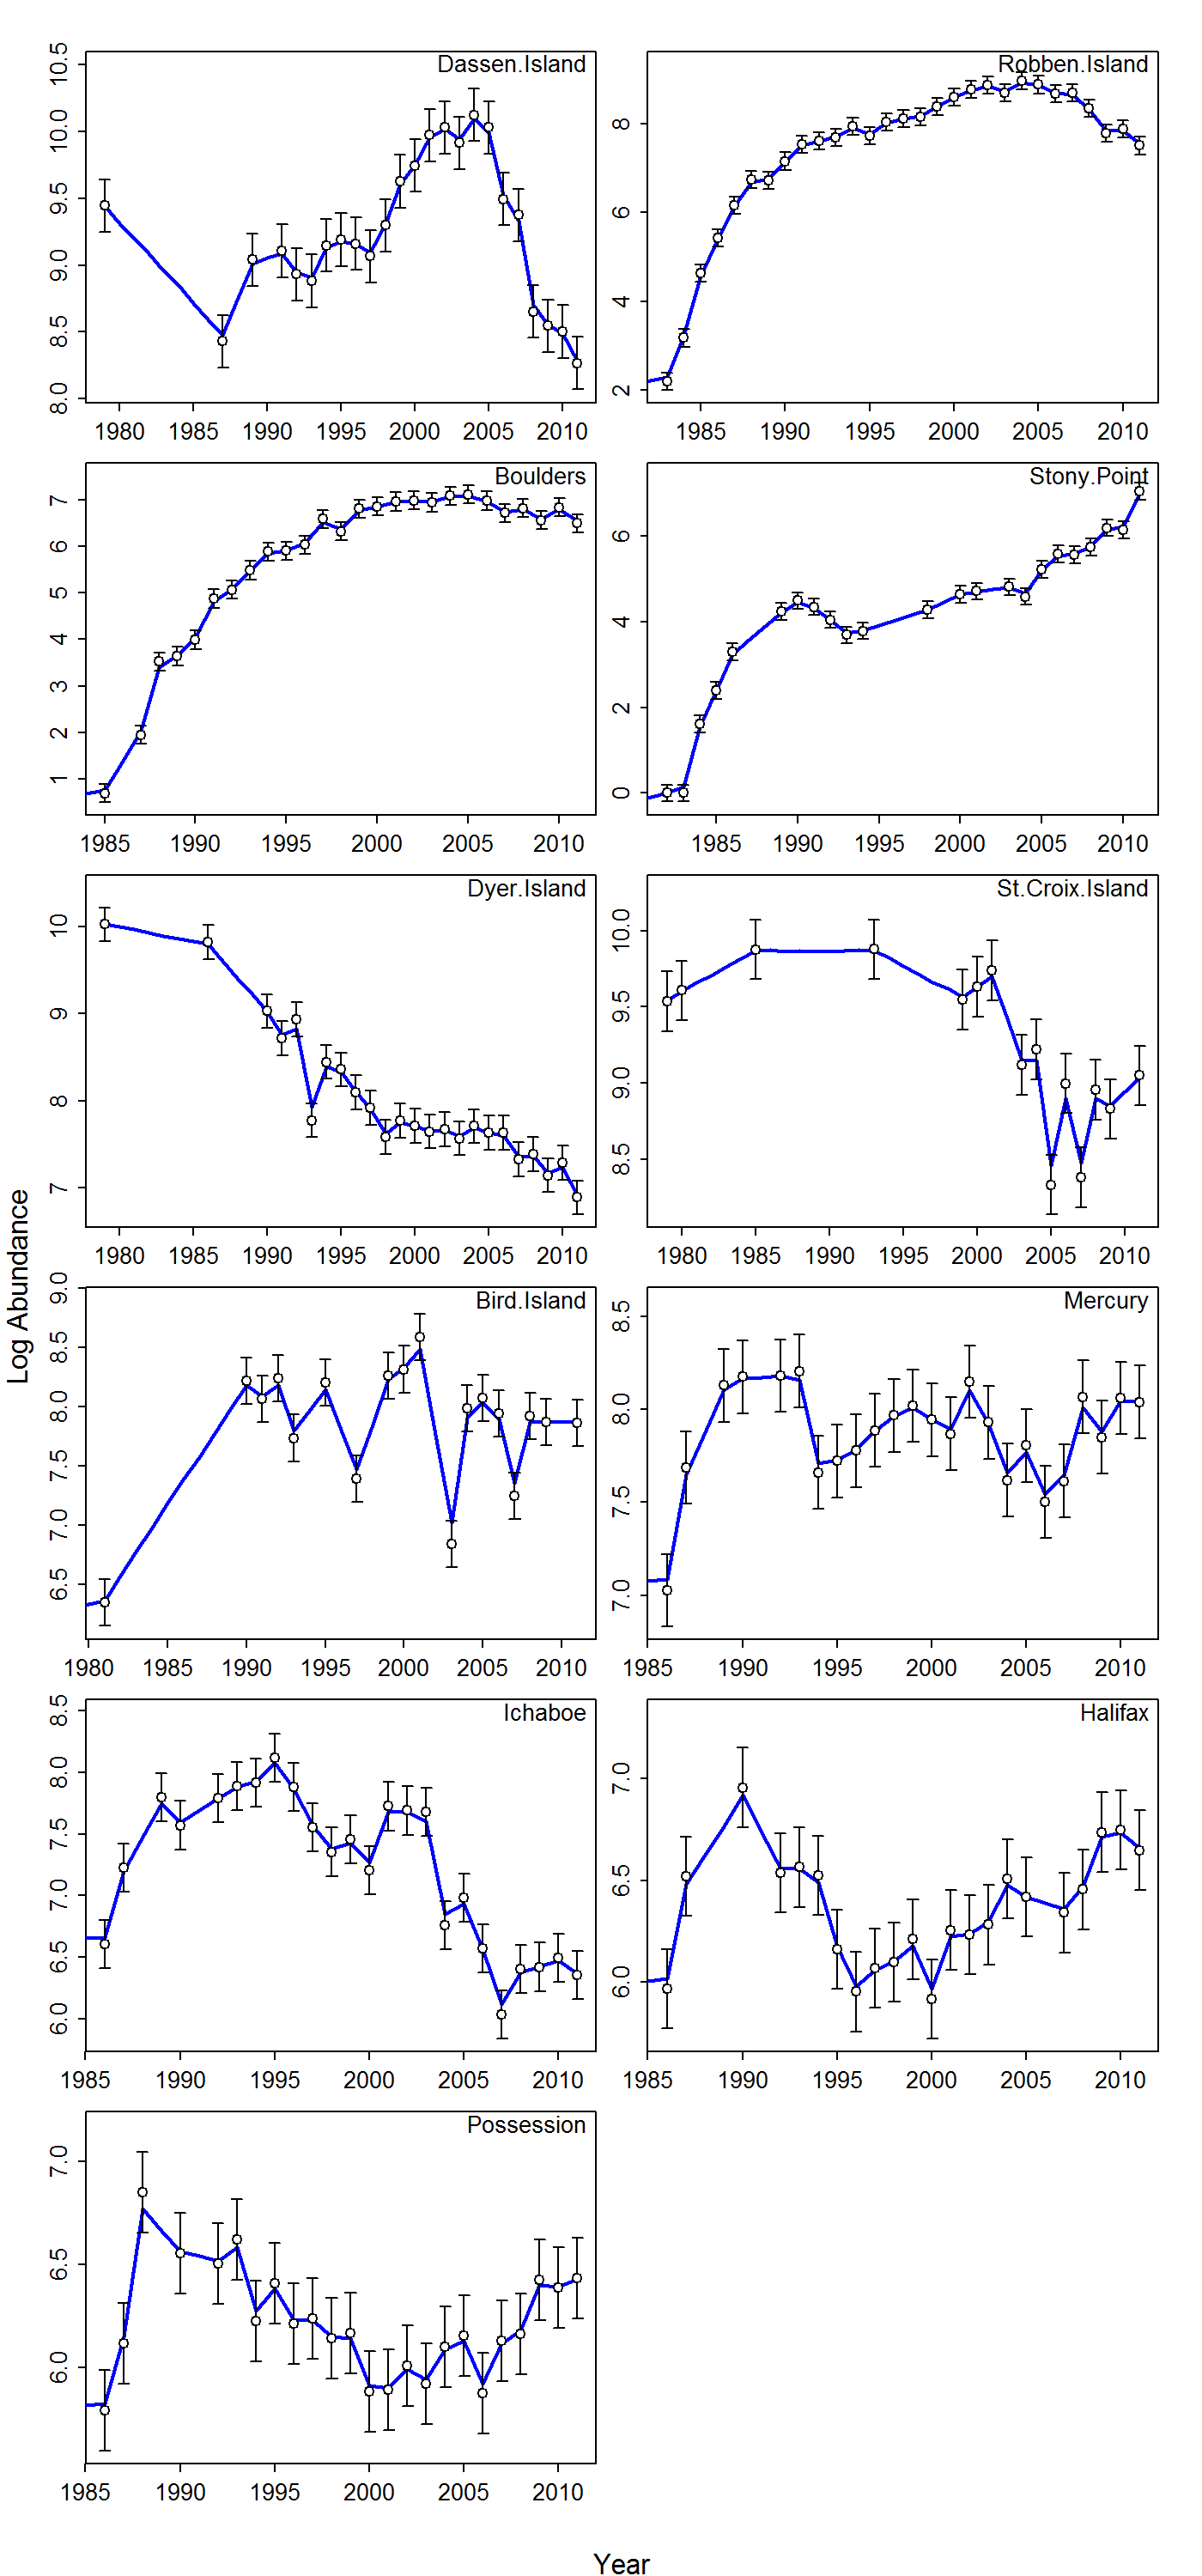 Dassen.Island
8.0 8.5 9.0 9.5 10.0 10.5
1980 1985 1990 1995 2000 2005 2010
Robben.Island
2 4 6 8
1985 1990 1995 2000 2005 2010
Boulders
1 2 3 4 5 6 7
1985 1990 1995 2000 2005 2010
Stony.Point
0 2 4 6
1985 1990 1995 2000 2005 2010
Dyer.Island
7 8 9 10
1980 1985 1990 1995 2000 2005 2010
St.Croix.Island
8.5 9.0 9.5 10.0
1980 1985 1990 1995 2000 2005 2010
Log Abundance
Bird.Island
6.5 7.0 7.5 8.0 8.5 9.0
1980 1985 1990 1995 2000 2005 2010
Mercury
7.0 7.5 8.0 8.5
1985 1990 1995 2000 2005 2010
Ichaboe
6.0 6.5 7.0 7.5 8.0 8.5
1985 1990 1995 2000 2005 2010
Halifax
6.0 6.5 7.0
1985 1990 1995 2000 2005 2010
Possession
6.0 6.5 7.0
1985 1990 1995 2000 2005 2010
Year